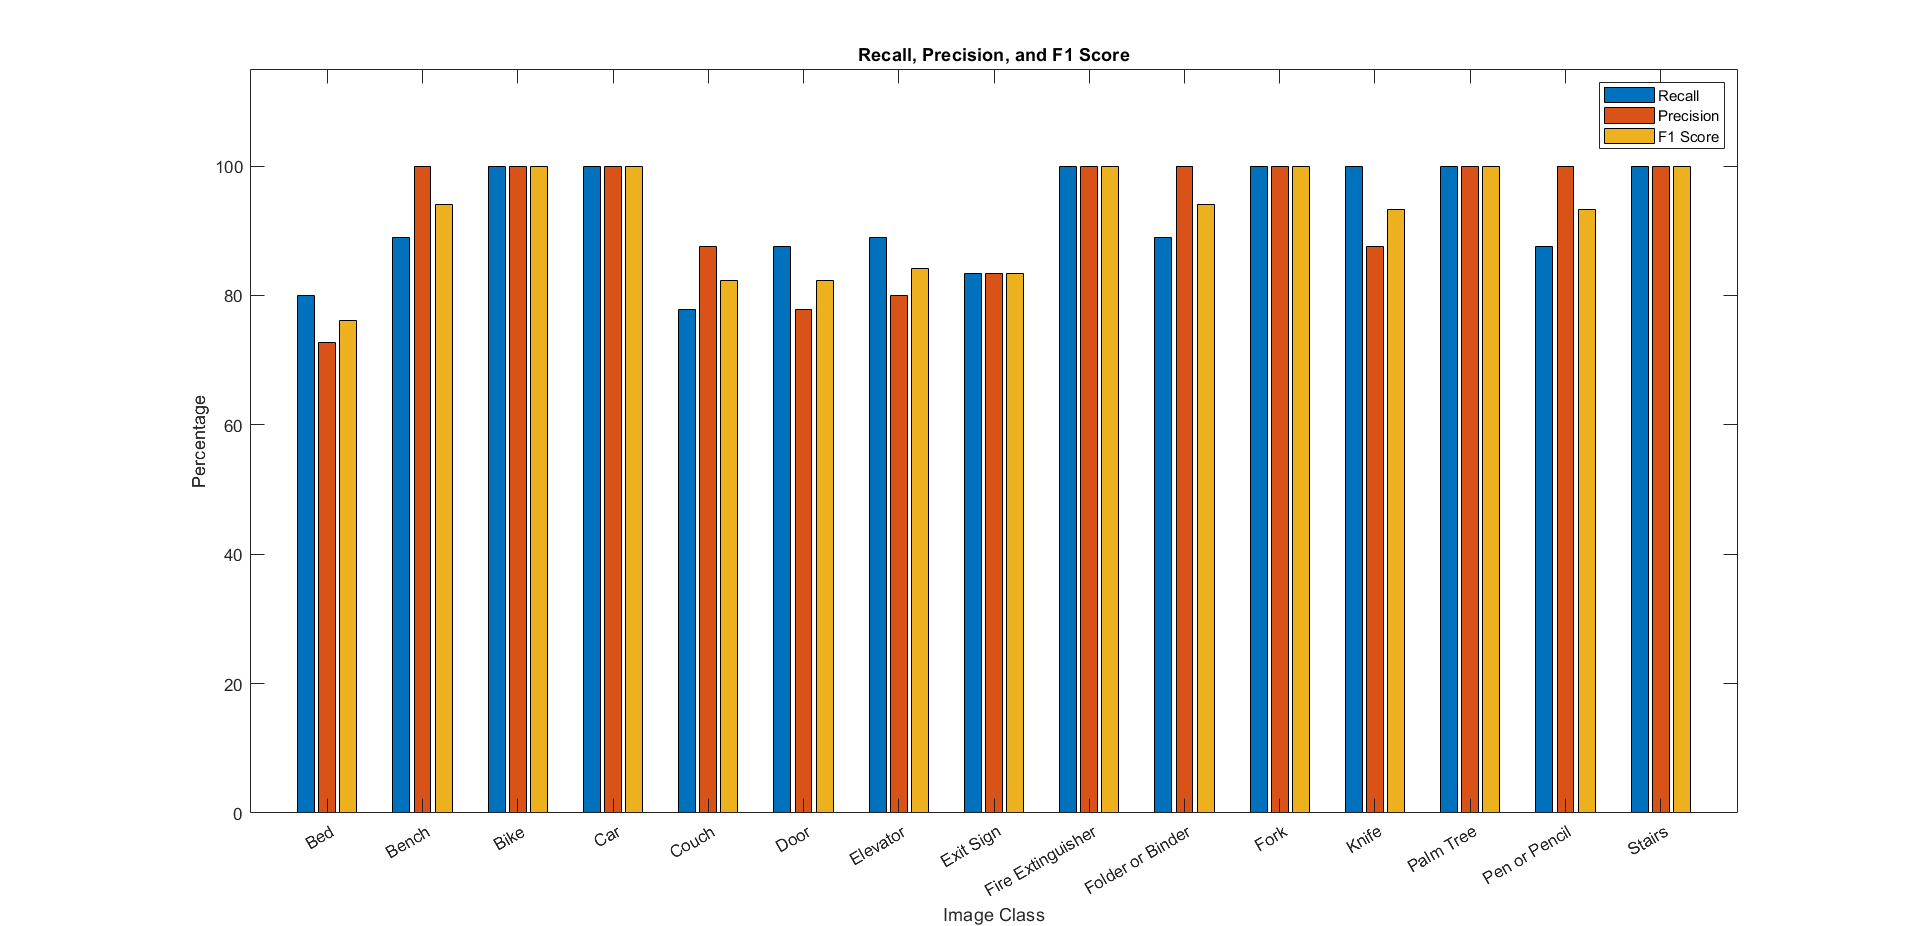 Recall, Precision, and F1 Score
Recall
Precision
F1 Score
100
80
60
40
20
0
Percentage
Bed
Bench
Bike
Car
Couch
Door
Elevator
Exit Sign
Fire Extinguisher
Folder or Binder
Fork
Knife
Palm Tree
Pen or Pencil
Stairs
Image Class